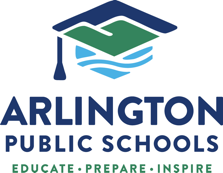 ARLINGTON
PUBLIC SCHOOLS
EDUCATE • PREPARE • INSPIRE